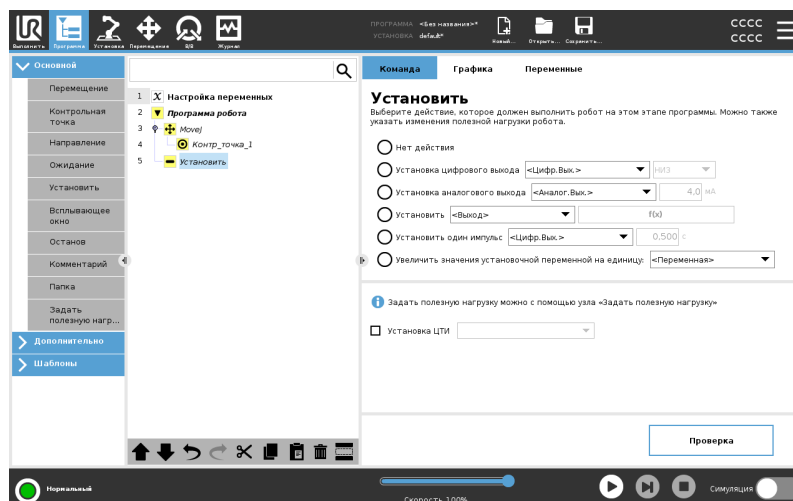 Выполнить Программа Установка Перемещение В/В Журнал
ПРОГРАММА <Без названия>*
УСТАНОВКА default*
Новый... Открыть... Сохранить...
CCCC
CCCC
Основной
Перемещение
Контрольная
точка
Направление
Ожидание
Установить
Всплывающее
окно
Останов
Комментарий
Папка
Задать
полезную нагр...
Дополнительно
Шаблоны
1 Настройка переменных
2 Программа робота
3 MoveJ
4 Контр_точка_1
5 Установить
Команда Графика Переменные
Установить
Выберите действие, которое должен выполнить робот на этом этапе программы. Можно также
указать изменения полезной нагрузки робота.
Нет действия
Установка цифрового выхода <Цифр.Вых.> НИЗ
Установка аналогового выхода <Аналог.Вых.> 4,0 мА
Установить <Выход> f(x)
Установить один импульс <Цифр.Вых.> 0,500 с
Увеличить значения установочной переменной на единицу: <Переменная>
Задать полезную нагрузку можно с помощью узла «Задать полезную нагрузку»
Установка ЦТИ
Проверка
Нормальный
Скорость 100%
Симуляция